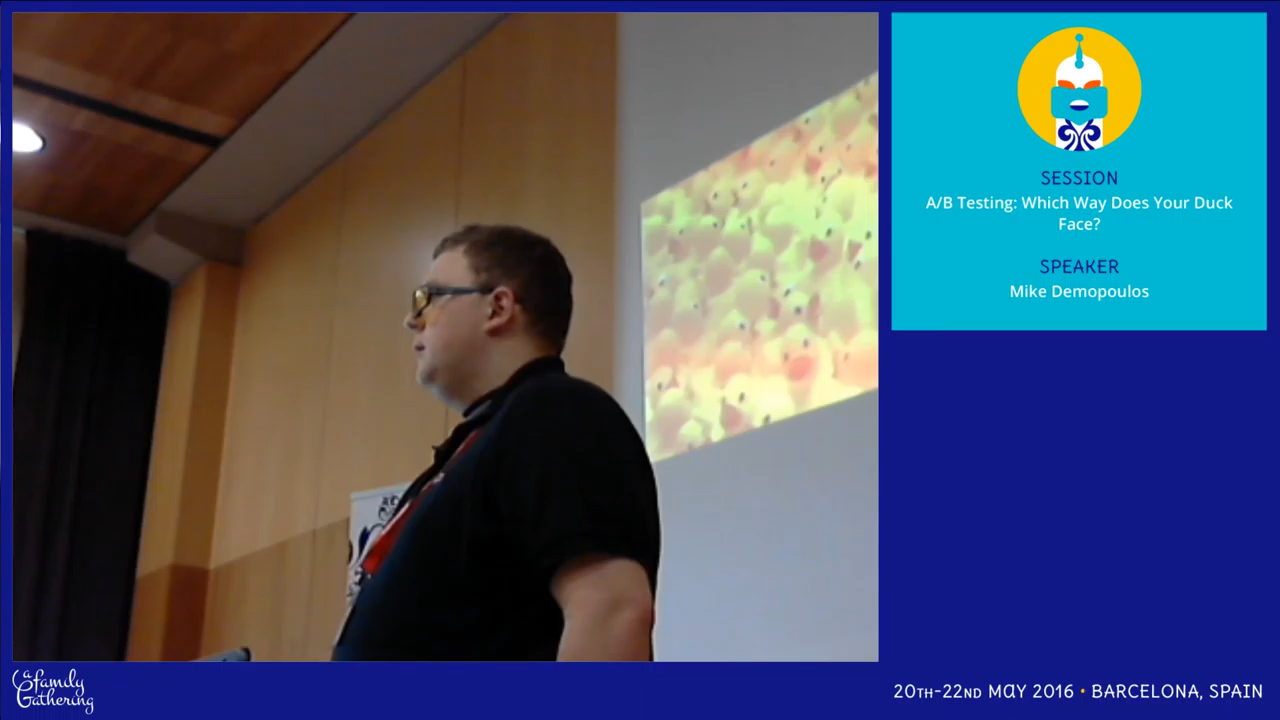 SESSION
A/B Testing: Which Way Does Your Duck
Face?
SPEAKER
Mike Demopoulos
a family
Gathering
20TH-22ND MAY 2016 • BARCELONA, SPAIN